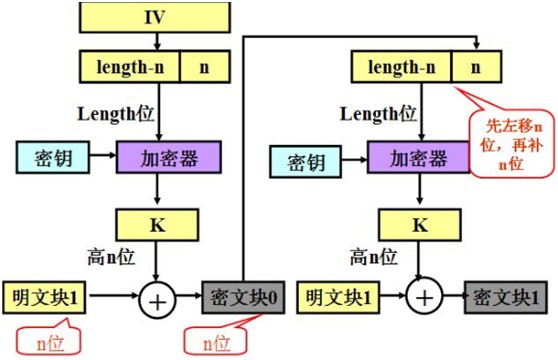 IV
length-n n
length-n n
Length位
Length位
先左移n
位，再补
n位
密钥
加密器
密钥
加密器
K
K
高n位
高n位
明文块1
+
密文块0
明文块1
+
密文块1
n位
n位